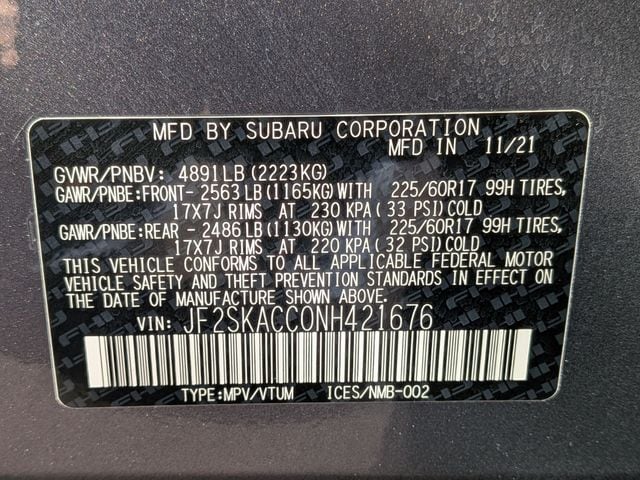 MFD BY SUBARU CORPORATION
MFD IN 11/21
GVWR/PNBV: 4891LB(2223KG)
GAWR/PNBE:FRONT- 2563LB(1165KG)WITH 225/60R17 99H TIRES,
17X7J RIMS AT 230 KPA(33 PSI)COLD
GAWR/PNBE:REAR - 2486LB(1130KG)WITH 225/60R17 99H TIRES,
17X7J RIMS AT 220 KPA(32 PSI)COLD
THIS VEHICLE CONFORMS TO ALL APPLICABLE FEDERAL MOTOR
VEHICLE SAFETY AND THEFT PREVENTION STANDARDS IN EFFECT ON
THE DATE OF MANUFACTURE SHOWN ABOVE.
VIN: JF2SKACC0NH421676
TYPE:MPV/VTUM ICES/NMB-002